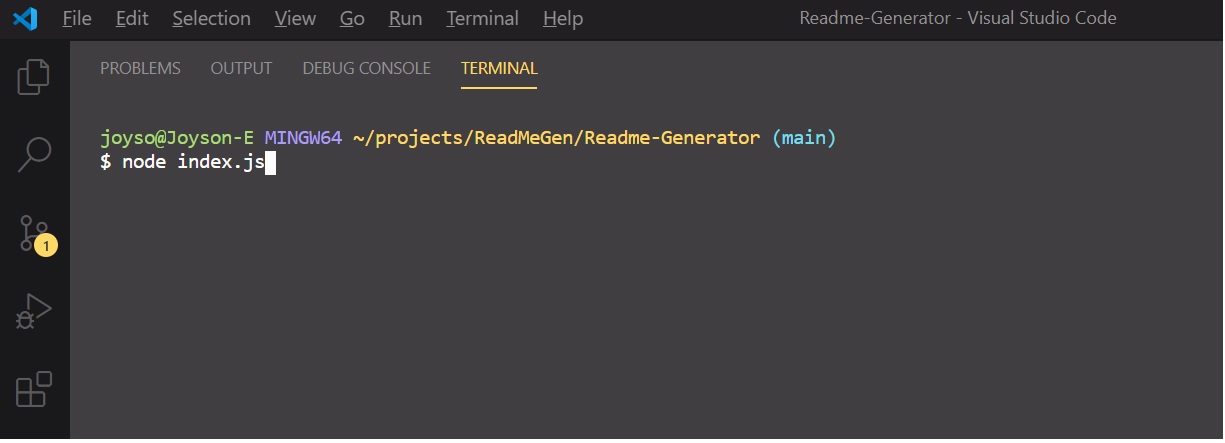 File Edit Selection View Go Run Terminal Help Readme-Generator - Visual Studio Code
PROBLEMS OUTPUT DEBUG CONSOLE TERMINAL
joyso@Joyson-E MINGW64 ~/projects/ReadMeGen/Readme-Generator (main)
$ node index.js
1